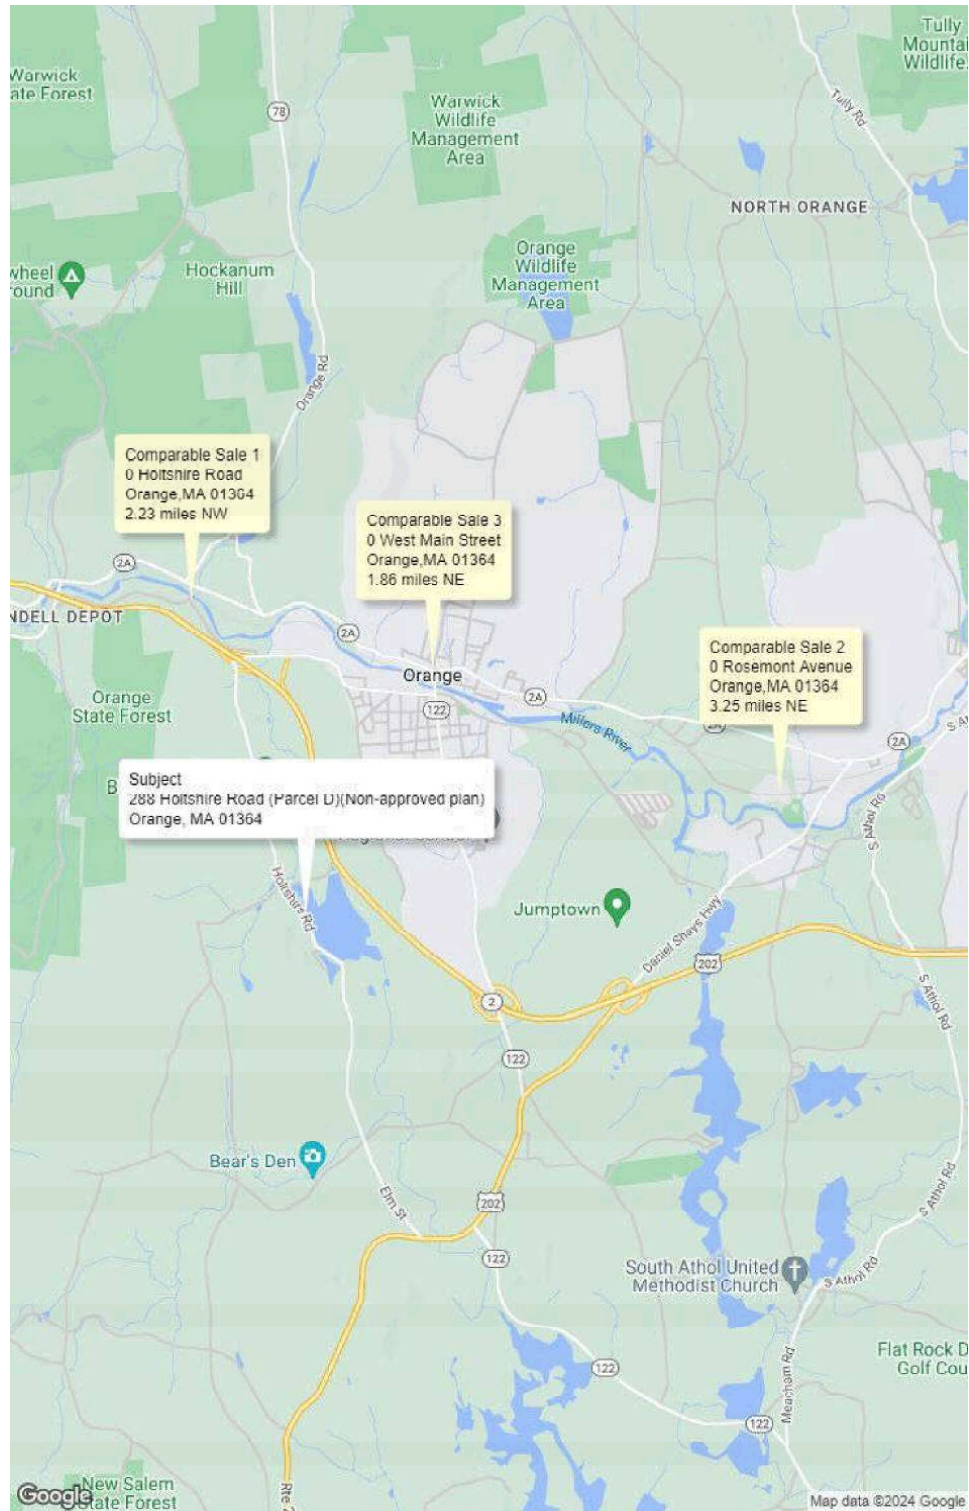 Tully
Mountai
Wildlife.
Warwick
ate Forest
78
Warwick
Wildlife
Management
Area
Tully Rd
NORTH ORANGE
Orange
Wildlife
Management
Area
wheel
round
Hockanum
Hill
Orange Rd
Comparable Sale 1
0 Holtshire Road
Orange,MA 01364
2.23 miles NW
Comparable Sale 3
0 West Main Street
Orange,MA 01364
1.86 miles NE
2A
NDELL DEPOT
2A
Comparable Sale 2
0 Rosemont Avenue
Orange,MA 01364
3.25 miles NE
Orange
2A
122
Orange
State Forest
Millers River
2A
S At
2A
Subject
288 Holtshire Road (Parcel D)(Non-approved plan)
Orange, MA 01364
B
S Athol Rd
Holtshire Rd
Jumptown
Daniel Shays Hwy
202
2
S Athol Rd
122
Bear's Den
Elm St
202
S Athol Rd
122
South Athol United
Methodist Church
S Athol Rd
Flat Rock D
Golf Cou
122
Meacham Rd
122
New Salem
State Forest
Rte 2
Google
Map data ©2024 Google